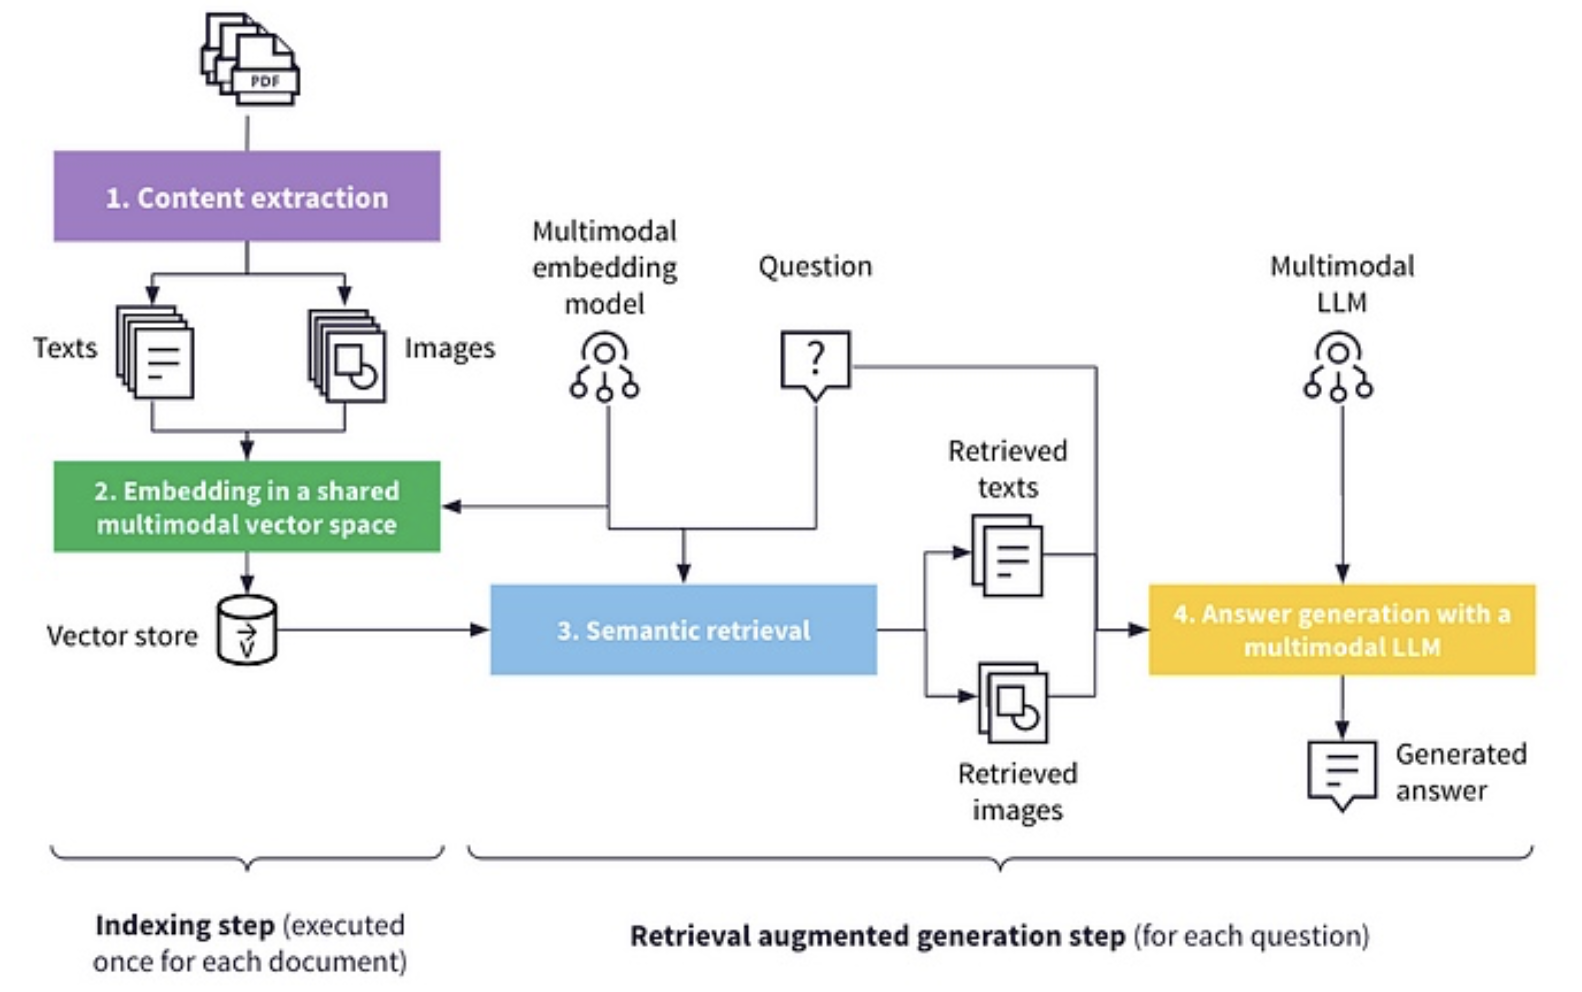 PDF
1. Content extraction
Texts
Images
Multimodal
embedding
model
Question
?
Multimodal
LLM
2. Embedding in a shared
multimodal vector space
Vector store
V
3. Semantic retrieval
Retrieved
texts
Retrieved
images
4. Answer generation with a
multimodal LLM
Generated
answer
Indexing step (executed
once for each document)
Retrieval augmented generation step (for each question)